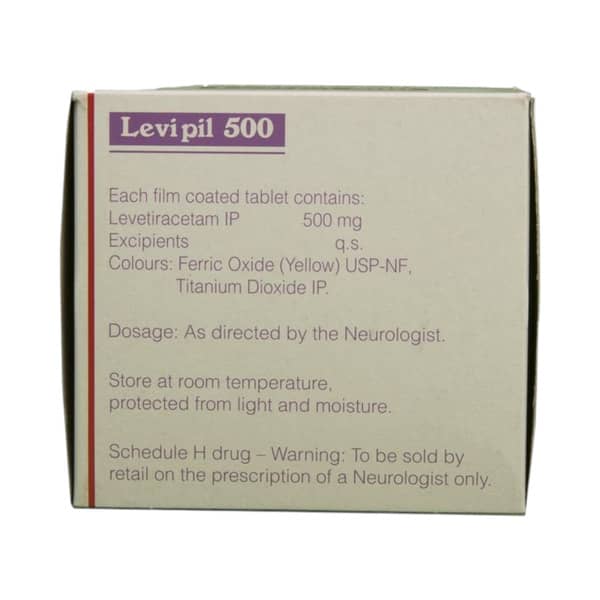 Levipil 500
Each film coated tablet contains:
Levetiracetam IP 500 mg
Excipients q.s.
Colours: Ferric Oxide (Yellow) USP-NF,
Titanium Dioxide IP.
Dosage: As directed by the Neurologist.
Store at room temperature,
protected from light and moisture.
Schedule H drug – Warning: To be sold by
retail on the prescription of a Neurologist only.